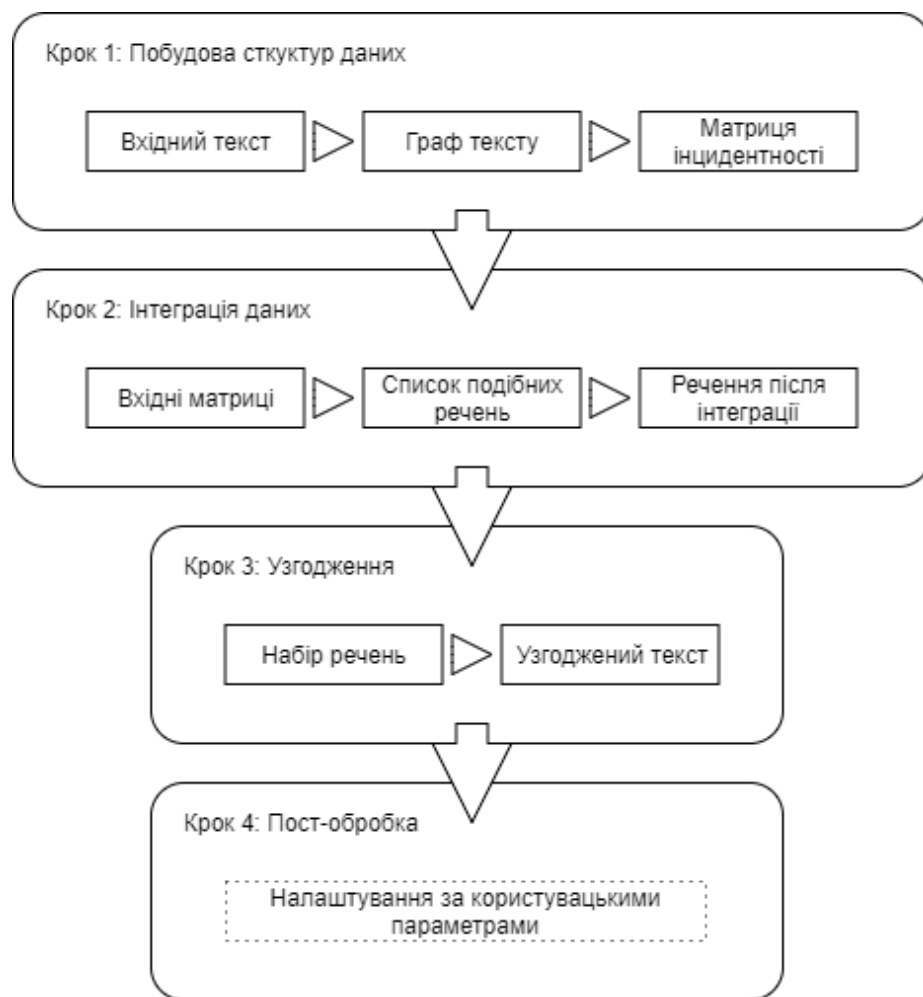 Крок 1: Побудова сткуктур даних
Вхідний текст
Граф тексту
Матриця
інцидентності
Крок 2: Інтеграція даних
Вхідні матриці
Список подібних
речень
Речення після
інтеграції
Крок 3: Узгодження
Набір речень
Узгоджений текст
Крок 4: Пост-обробка
Налаштування за користувацькими
параметрами